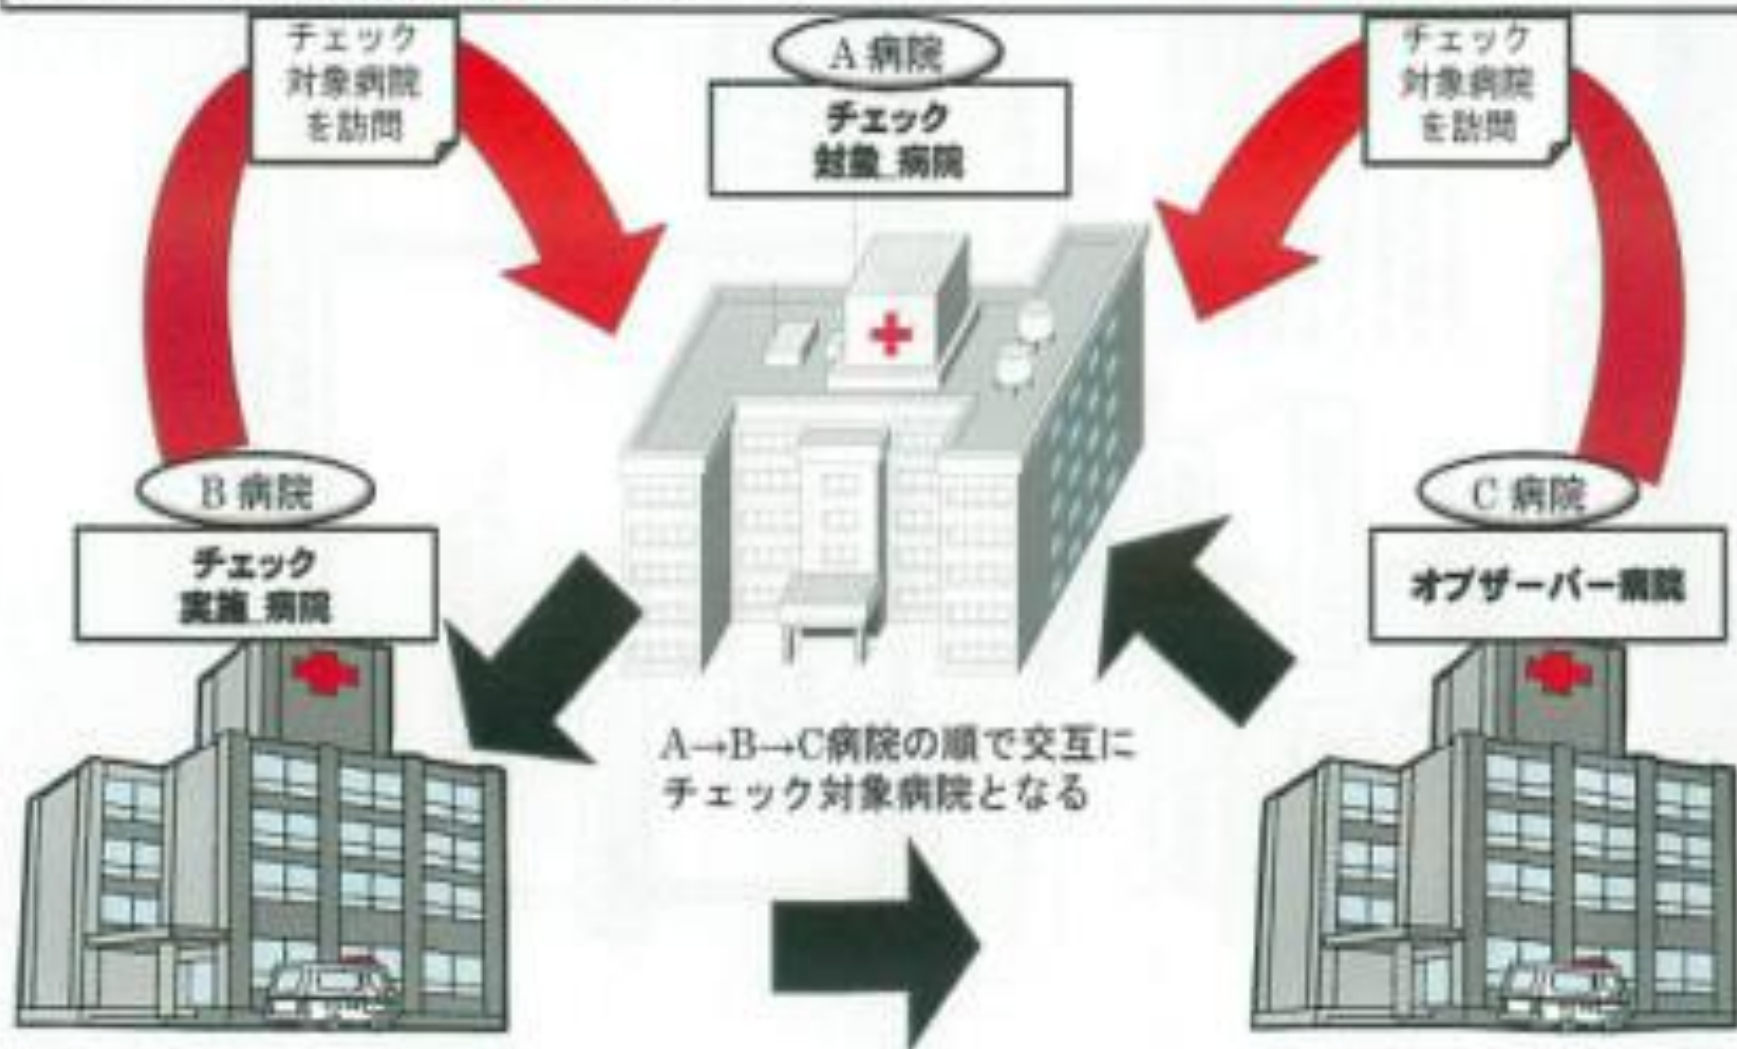 チェック
対象病院
を訪問
A 病院
チェック
対象_病院
チェック
対象病院
を訪問
B 病院
チェック
実施_病院
C 病院
オブザーバー病院
A→B→C病院の順で交互に
チェック対象病院となる